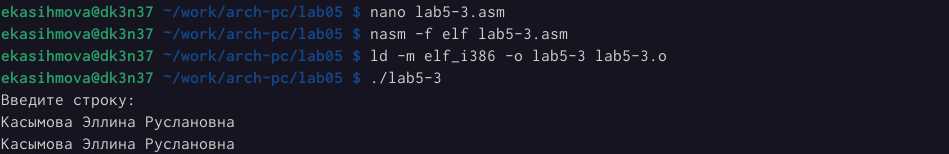 ekasihmova@dk3n37 ~/work/arch-pc/lab05 $ nano lab5-3.asm
ekasihmova@dk3n37 ~/work/arch-pc/lab05 $ nasm -f elf lab5-3.asm
ekasihmova@dk3n37 ~/work/arch-pc/lab05 $ ld -m elf_i386 -o lab5-3 lab5-3.o
ekasihmova@dk3n37 ~/work/arch-pc/lab05 $ ./lab5-3
Введите строку:
Касымова Эллина Руслановна
Касымова Эллина Руслановна